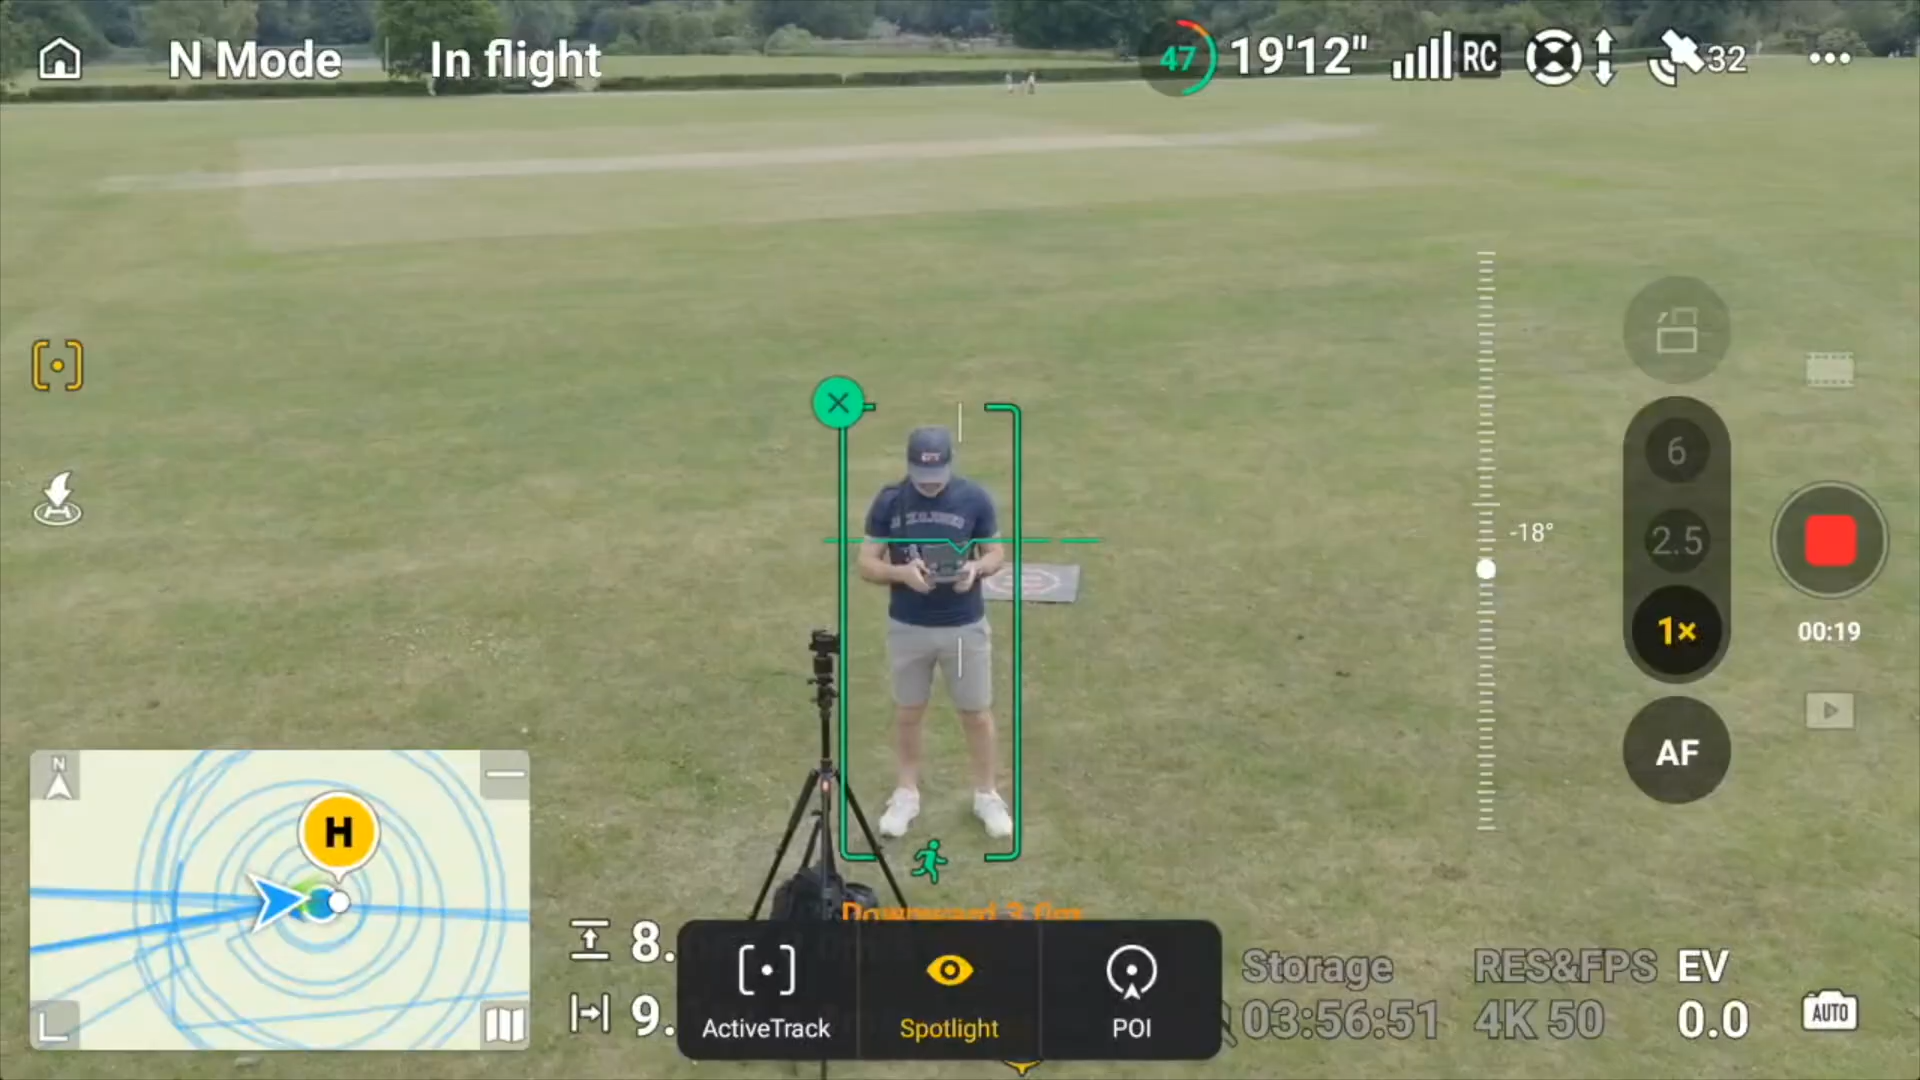 N Mode
In flight
47
19'12"
RC
32
-18°
6
2.5
1×
00:19
AF
N
H
8.
9.
ActiveTrack
Spotlight
POI
Storage
03:56:51
RES&FPS
4K 50
EV
0.0
AUTO